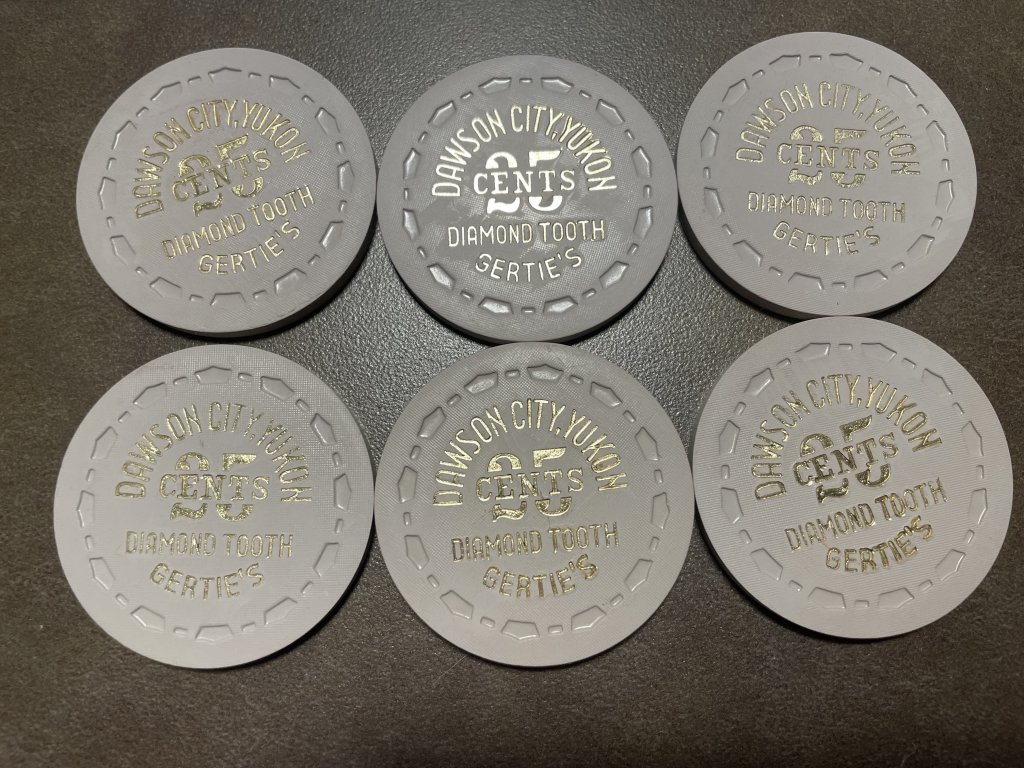 DAWSON CITY, YUKON
25
CENTS
DIAMOND TOOTH
GERTIE'S
DAWSON CITY, YUKON
25
CENTS
DIAMOND TOOTH
GERTIE'S
DAWSON CITY, YUKON
25
CENTS
DIAMOND TOOTH
GERTIE'S
DAWSON CITY, YUKON
25
CENTS
DIAMOND TOOTH
GERTIE'S
DAWSON CITY, YUKON
25
CENTS
DIAMOND TOOTH
GERTIE'S
DAWSON CITY, YUKON
25
CENTS
DIAMOND TOOTH
GERTIE'S